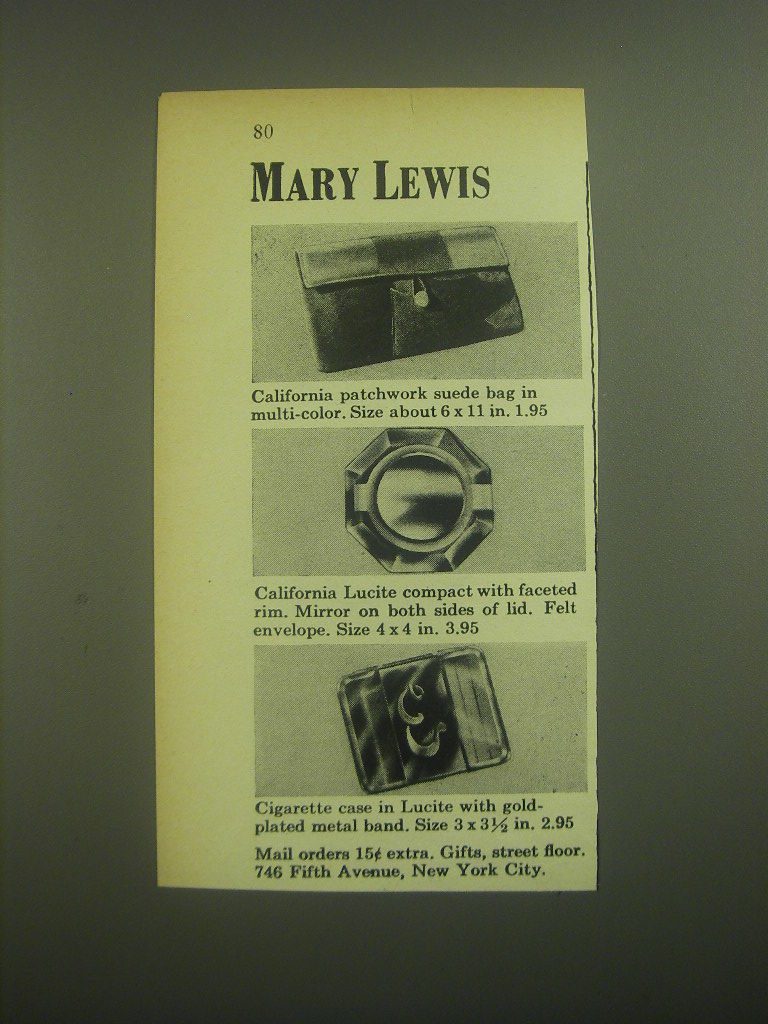 80
MARY LEWIS
California patchwork suede bag in
multi-color. Size about 6 x 11 in. 1.95
California Lucite compact with faceted
rim. Mirror on both sides of lid. Felt
envelope. Size 4 x 4 in. 3.95
Cigarette case in Lucite with gold-
plated metal band. Size 3 x 3½ in. 2.95
Mail orders 15¢ extra. Gifts, street floor.
746 Fifth Avenue, New York City.